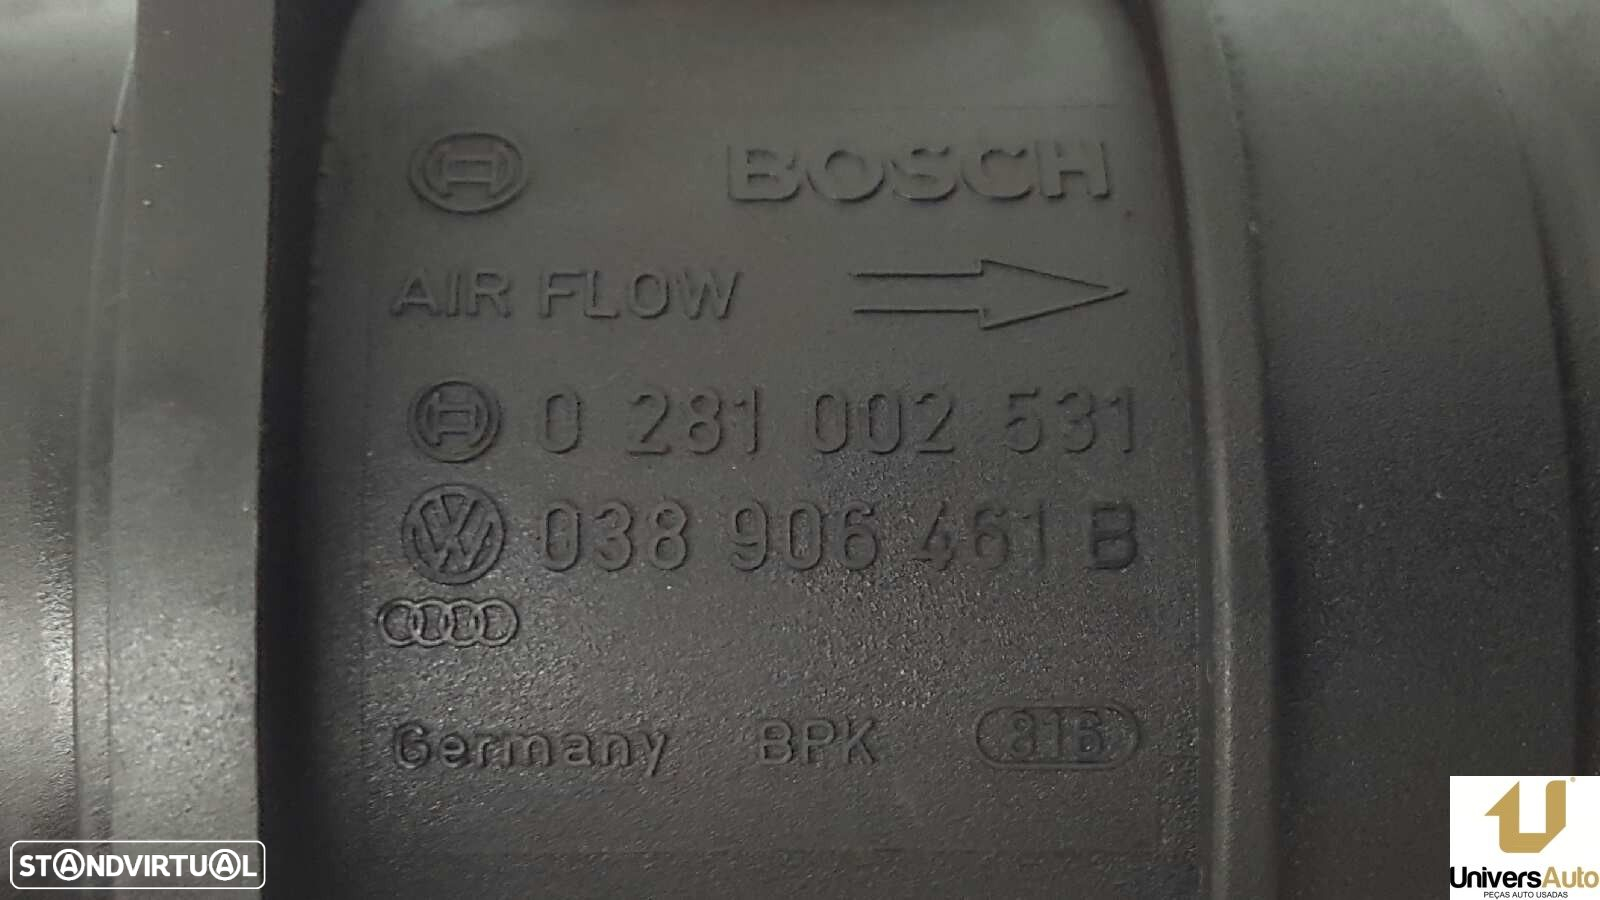 BOSCH
AIR FLOW
0 281 002 531
038 906 461 B
Germany BPK 816
STANDVIRTUAL
UniversAuto
PEÇAS AUTO USADAS